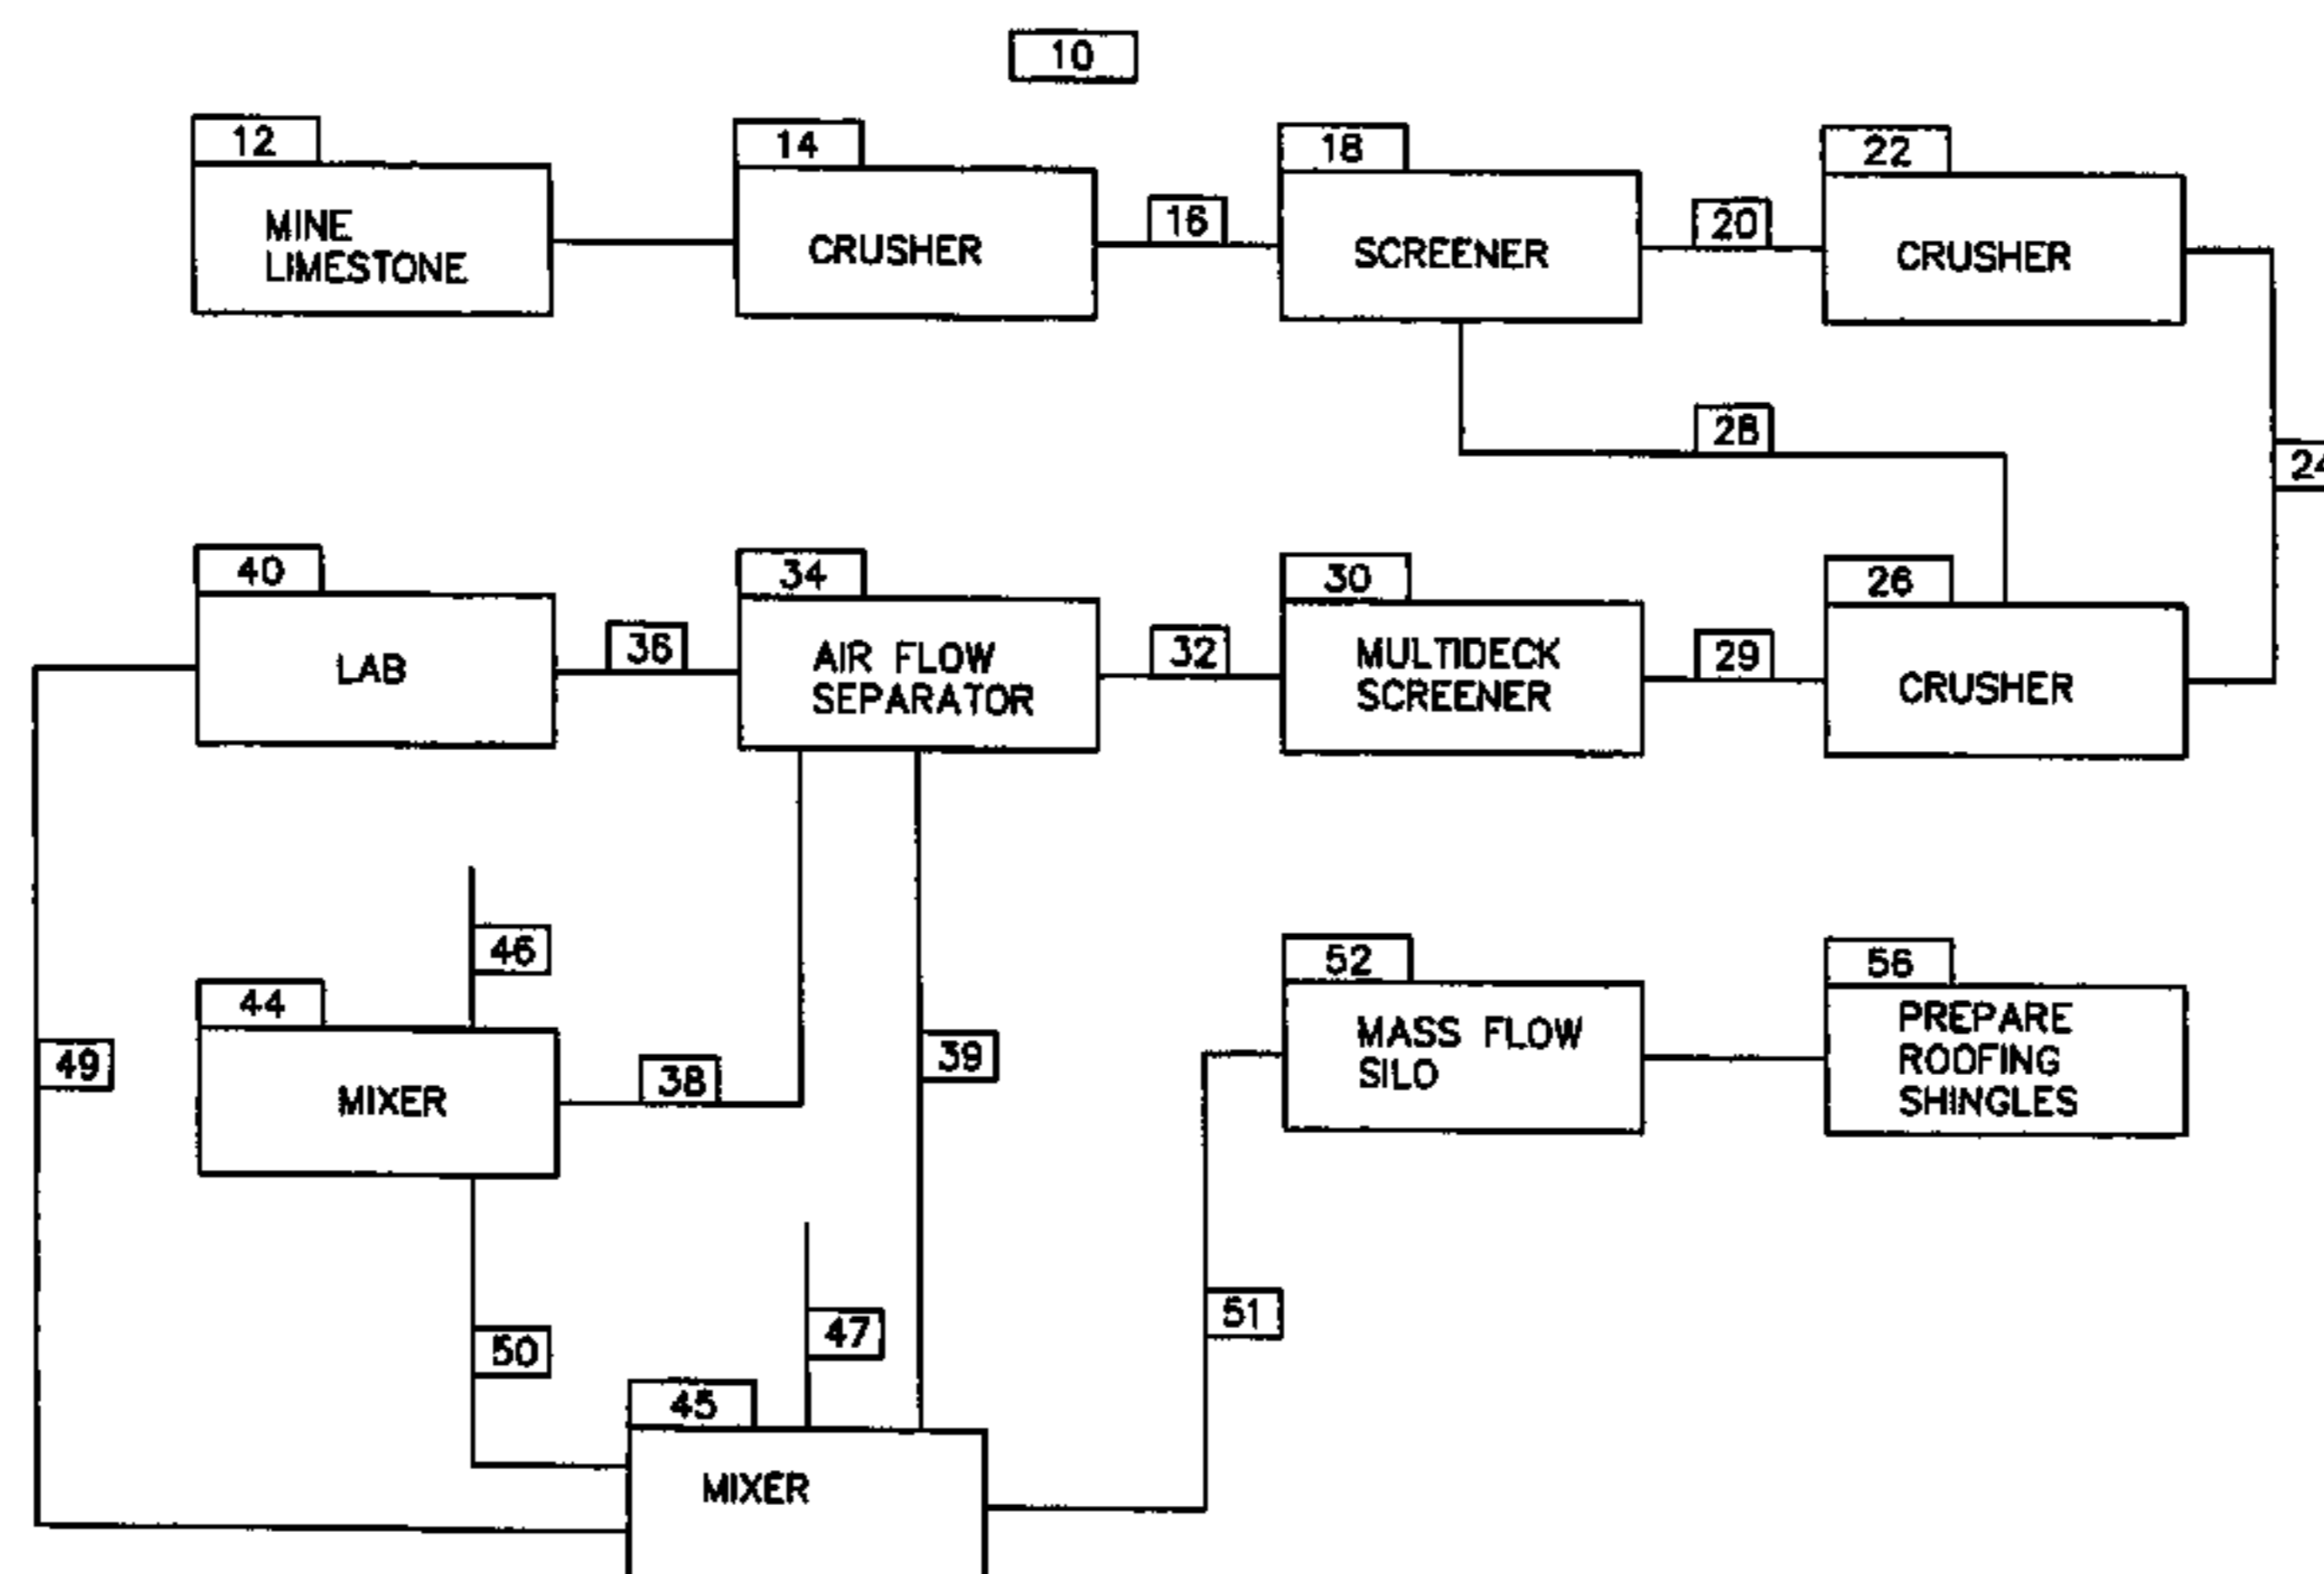 10
12
MINE
LIMESTONE
14
CRUSHER
16
18
SCREENER
20
22
CRUSHER
28
24
40
LAB
36
34
AIR FLOW
SEPARATOR
32
30
MULTIDECK
SCREENER
29
26
CRUSHER
46
44
MIXER
49
38
39
52
MASS FLOW
SILO
56
PREPARE
ROOFING
SHINGLES
50
47
51
45
MIXER